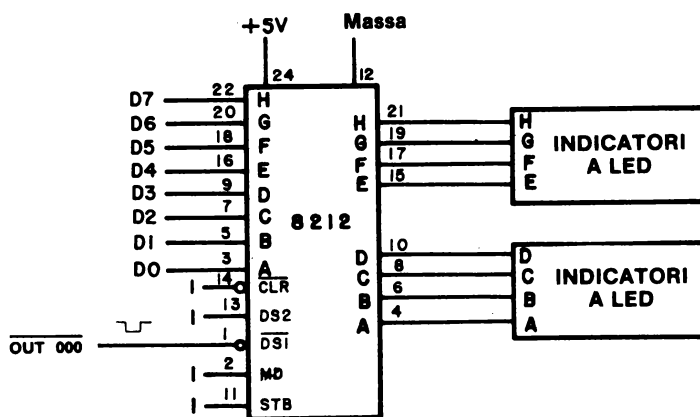 +5V Massa
24 12
D7 22 H
D6 20 G
D5 18 F
D4 16 E
D3 9 D
D2 7 C
D1 5 B
D0 3 A
1 14 CLR
1 13 DS2
OUT 000 1 DS1
1 2 MD
1 11 STB
8212
H 21 H
G 19 G
F 17 F
E 15 E
INDICATORI
A LED
D 10 D
C 8 C
B 6 B
A 4 A
INDICATORI
A LED